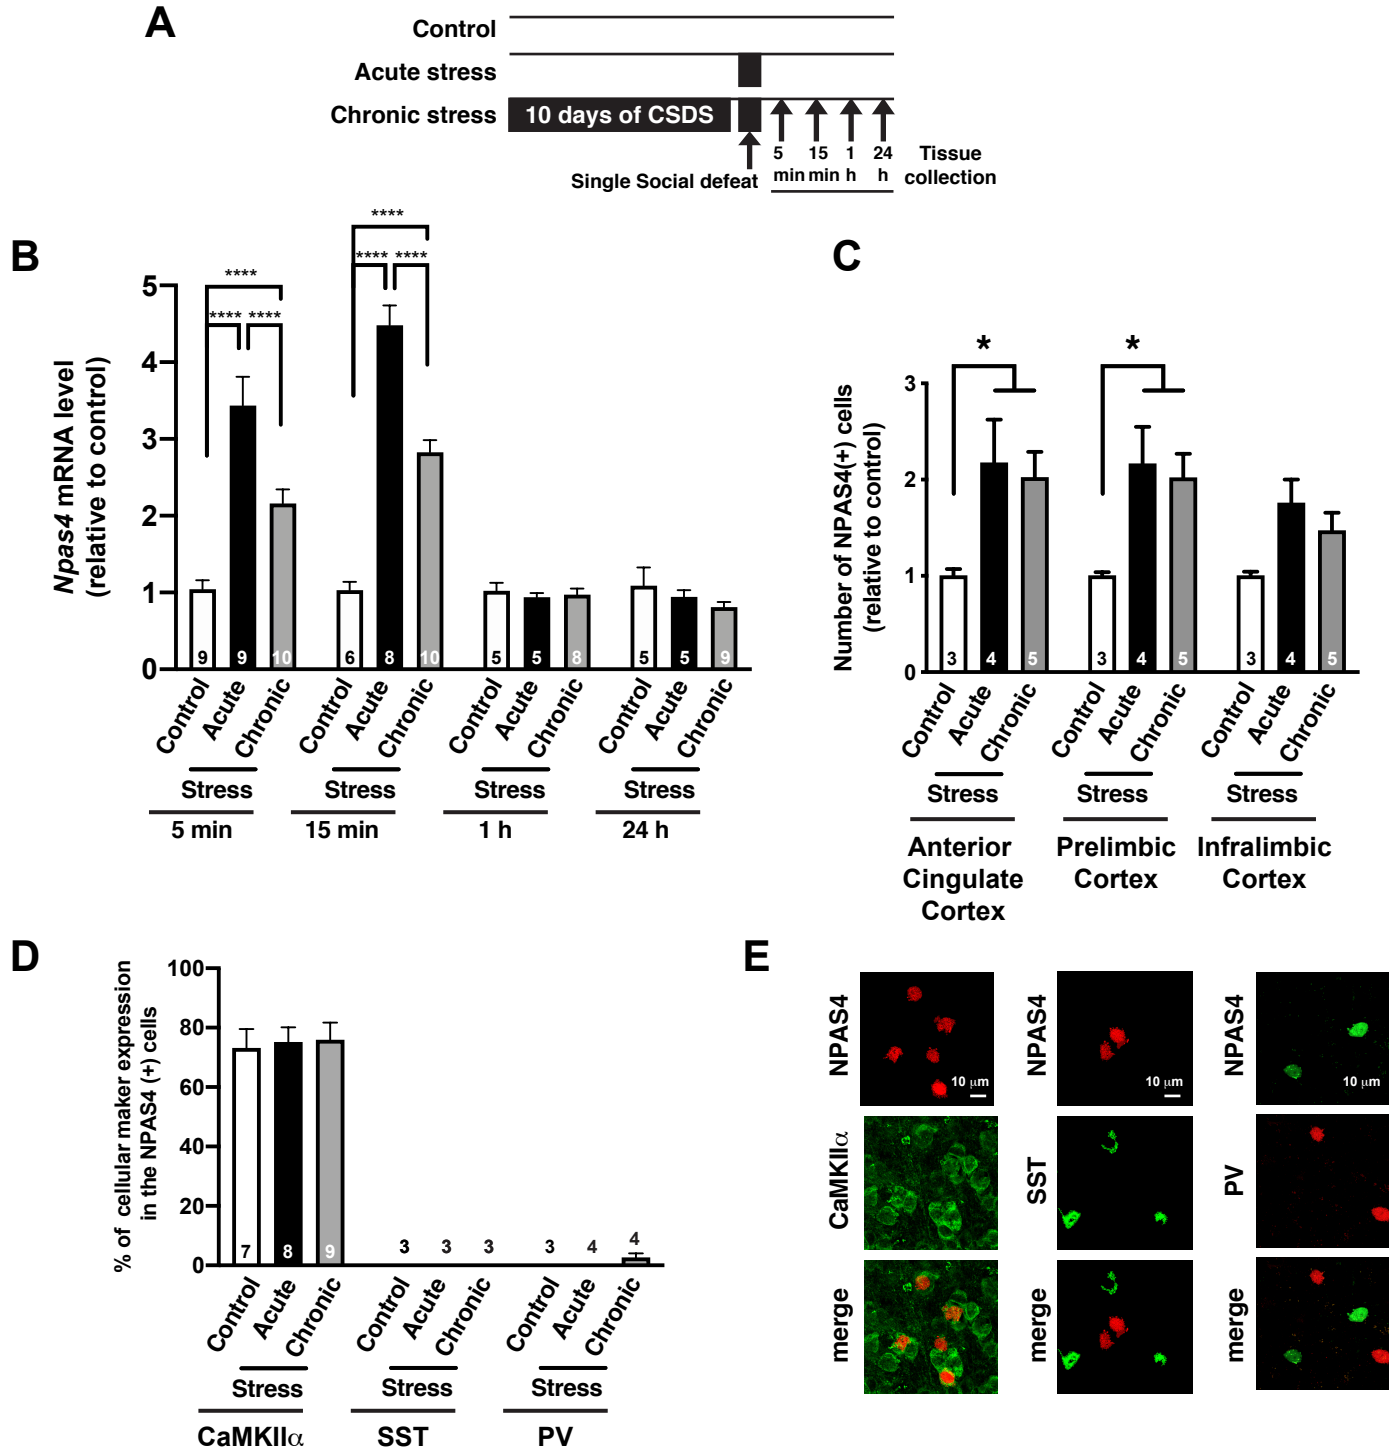 A
Control
Acute stress
Chronic stress
10 days of CSDS
5 15 1 24
min min h h
Single Social defeat
Tissue
collection
B
Npas4 mRNA level
(relative to control)
5
4
3
2
1
0
**** **** ****
**** **** ****
9 9 10 6 8 10 5 5 8 5 5 9
Control Acute Chronic Control Acute Chronic Control Acute Chronic Control Acute Chronic
Stress Stress Stress Stress
5 min 15 min 1 h 24 h
C
Number of NPAS4(+) cells
(relative to control)
3
2
1
0
* *
3 4 5 3 4 5 3 4 5
Control Acute Chronic Control Acute Chronic Control Acute Chronic
Stress Stress Stress
Anterior
Cingulate
Cortex
Prelimbic
Cortex
Infralimbic
Cortex
D
% of cellular maker expression
in the NPAS4 (+) cells
100
80
60
40
20
0
7 8 9 3 3 3 3 4 4
Control Acute Chronic Control Acute Chronic Control Acute Chronic
Stress Stress Stress
CaMKIIα SST PV
E
NPAS4 NPAS4 NPAS4
10 μm 10 μm 10 μm
CaMKIIα SST PV
merge merge merge